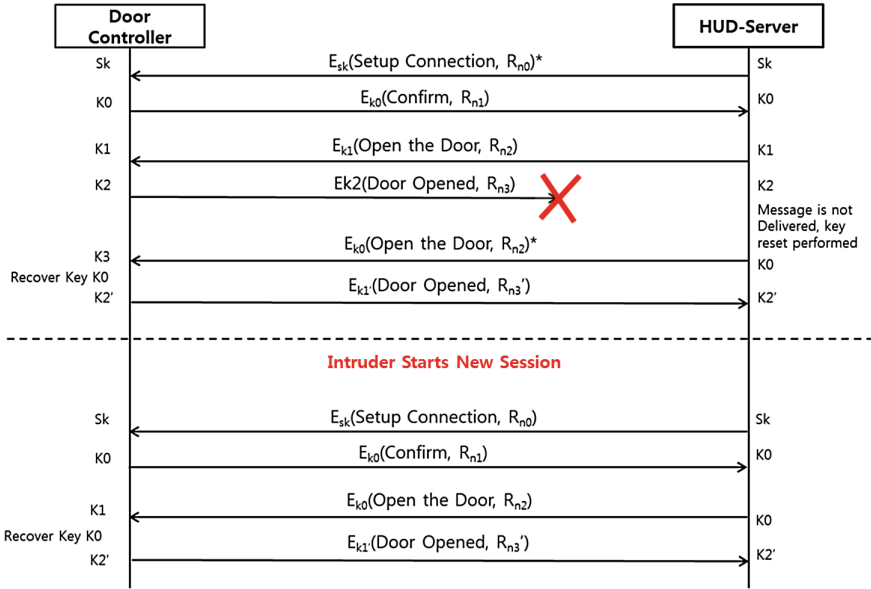 Door
Controller
HUD-Server
Sk
Esk(Setup Connection, Rn0)*
Sk
K0
Ek0(Confirm, Rn1)
K0
K1
Ek1(Open the Door, Rn2)
K1
K2
Ek2(Door Opened, Rn3)
K2
Message is not
Delivered, key
reset performed
K3
Ek0(Open the Door, Rn2)*
K0
Recover Key K0
K2'
Ek1'(Door Opened, Rn3')
K2'
Intruder Starts New Session
Sk
Esk(Setup Connection, Rn0)
Sk
K0
Ek0(Confirm, Rn1)
K0
K1
Ek0(Open the Door, Rn2)
K0
Recover Key K0
K2'
Ek1'(Door Opened, Rn3')
K2'